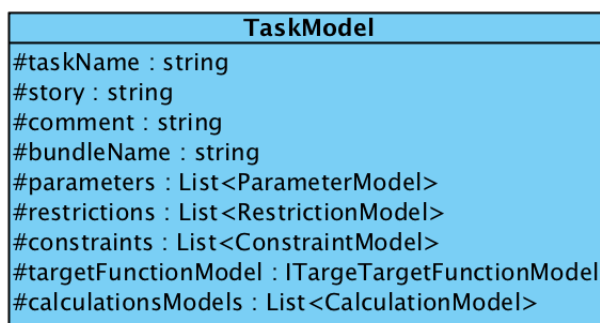 TaskModel
#taskName : string
#story : string
#comment : string
#bundleName : string
#parameters : List<ParameterModel>
#restrictions : List<RestrictionModel>
#constraints : List<ConstraintModel>
#targetFunctionModel : ITargeTargetFunctionModel
#calculationsModels : List<CalculationModel>